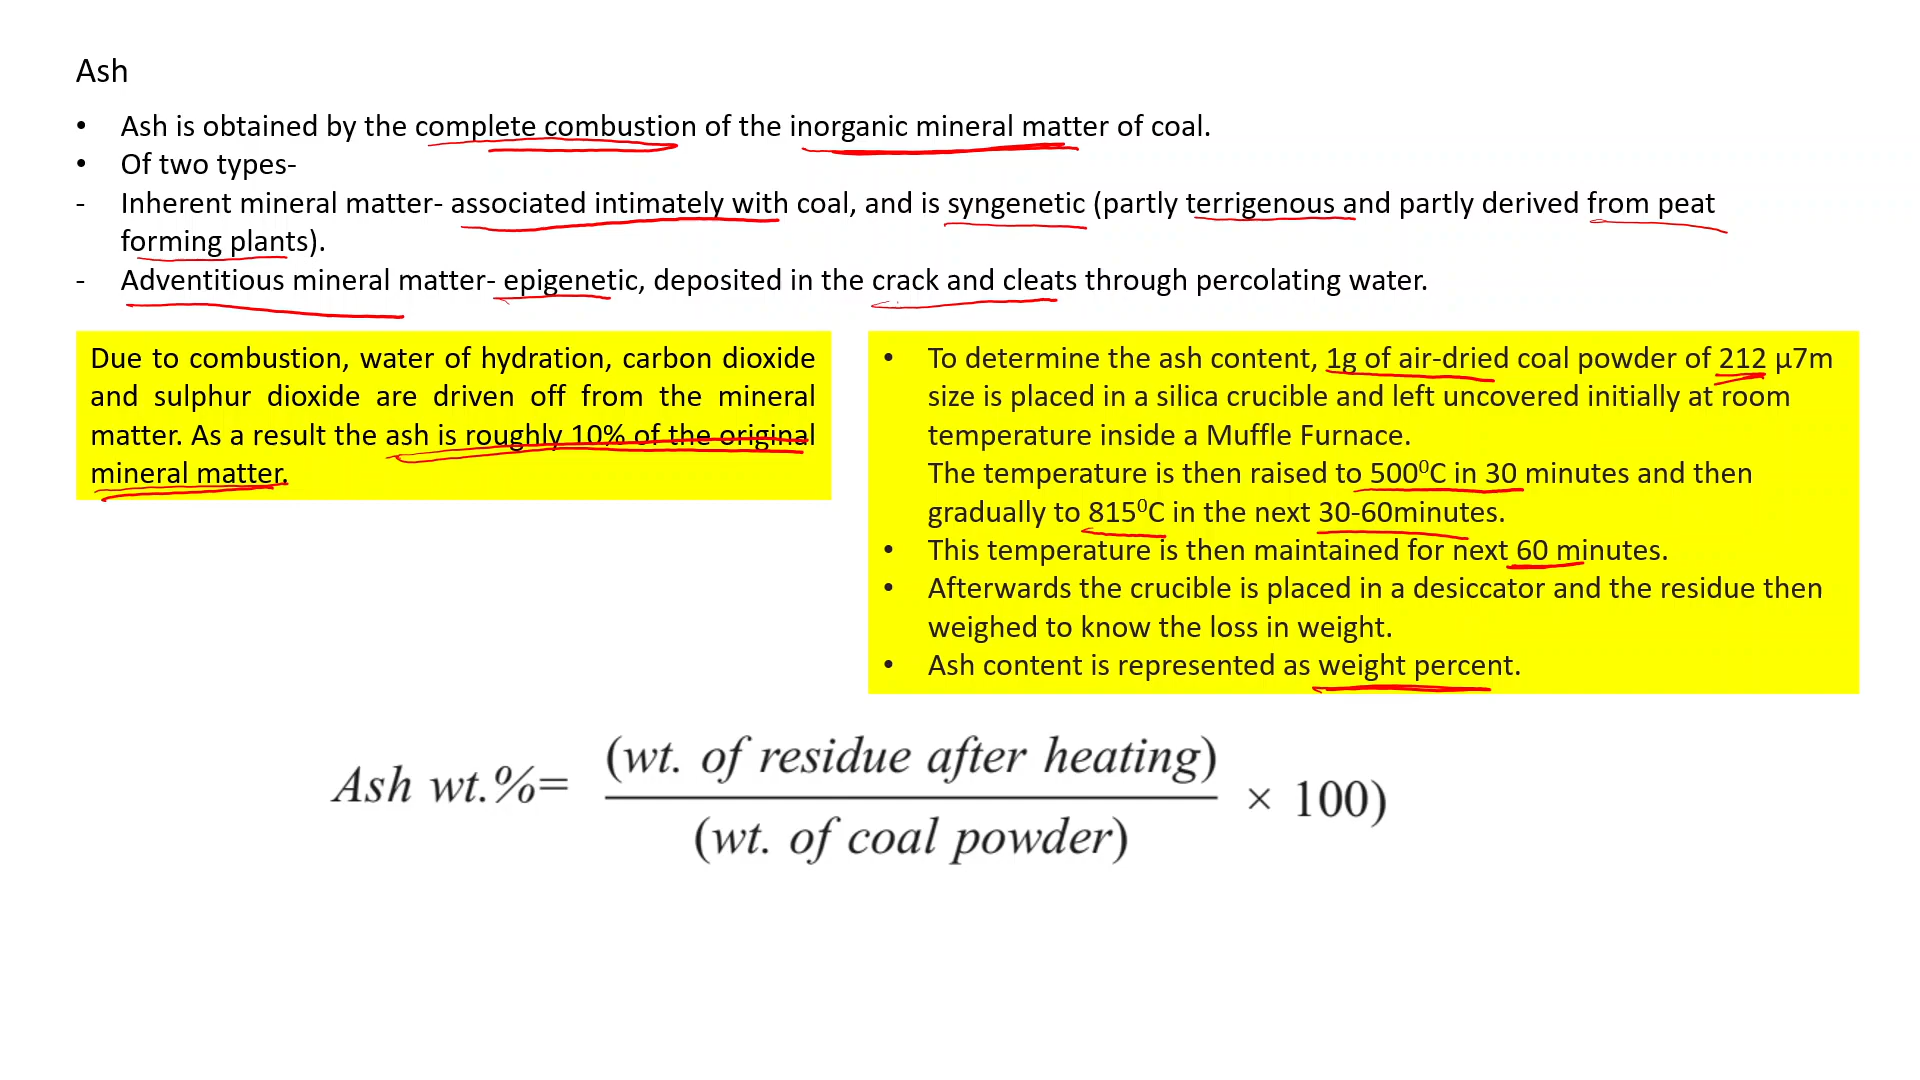 Ash
• Ash is obtained by the complete combustion of the inorganic mineral matter of coal.
• Of two types-
- Inherent mineral matter- associated intimately with coal, and is syngenetic (partly terrigenous and partly derived from peat
forming plants).
- Adventitious mineral matter- epigenetic, deposited in the crack and cleats through percolating water.
Due to combustion, water of hydration, carbon dioxide
and sulphur dioxide are driven off from the mineral
matter. As a result the ash is roughly 10% of the original
mineral matter.
• To determine the ash content, 1g of air-dried coal powder of 212 µ7m
size is placed in a silica crucible and left uncovered initially at room
temperature inside a Muffle Furnace.
The temperature is then raised to 500⁰C in 30 minutes and then
gradually to 815⁰C in the next 30-60minutes.
• This temperature is then maintained for next 60 minutes.
• Afterwards the crucible is placed in a desiccator and the residue then
weighed to know the loss in weight.
• Ash content is represented as weight percent.
(wt. of residue after heating)
Ash wt.%= × 100)
(wt. of coal powder)